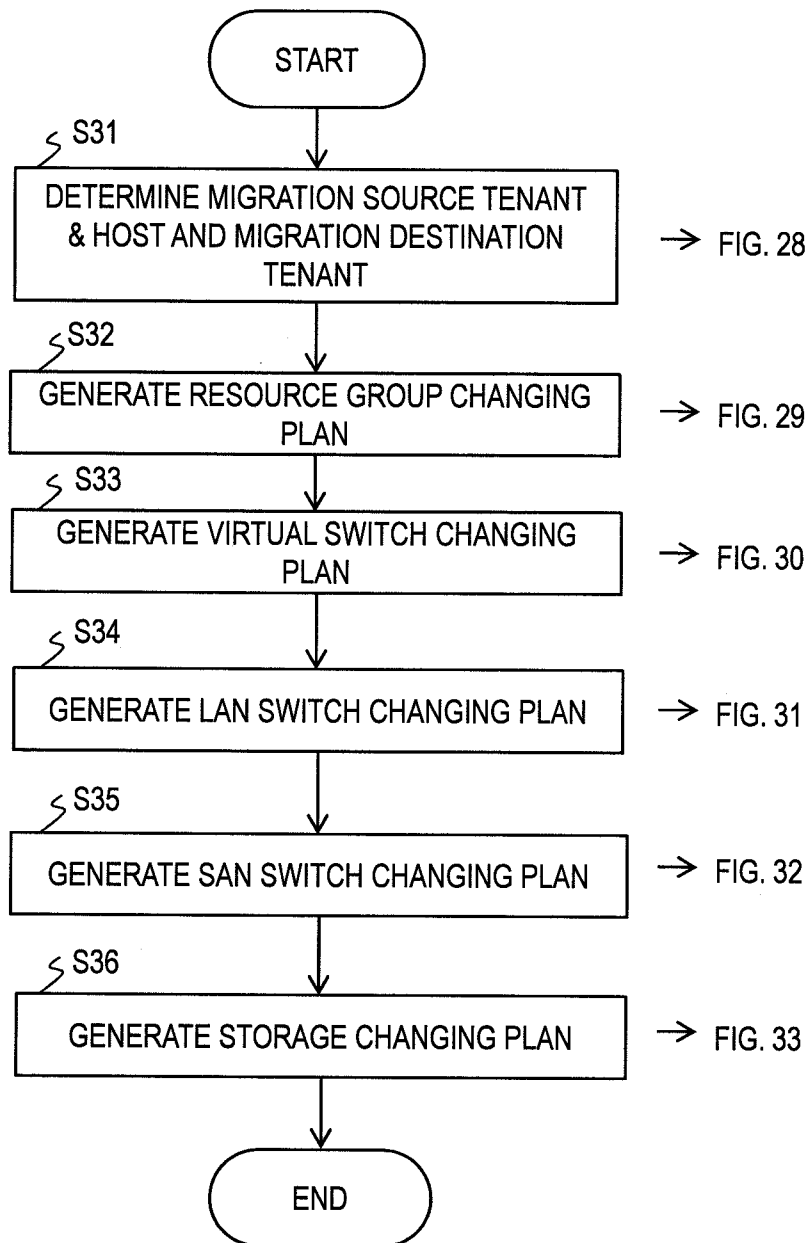 START
S31
DETERMINE MIGRATION SOURCE TENANT
& HOST AND MIGRATION DESTINATION
TENANT
→ FIG. 28
S32
GENERATE RESOURCE GROUP CHANGING
PLAN
→ FIG. 29
S33
GENERATE VIRTUAL SWITCH CHANGING
PLAN
→ FIG. 30
S34
GENERATE LAN SWITCH CHANGING PLAN
→ FIG. 31
S35
GENERATE SAN SWITCH CHANGING PLAN
→ FIG. 32
S36
GENERATE STORAGE CHANGING PLAN
→ FIG. 33
END